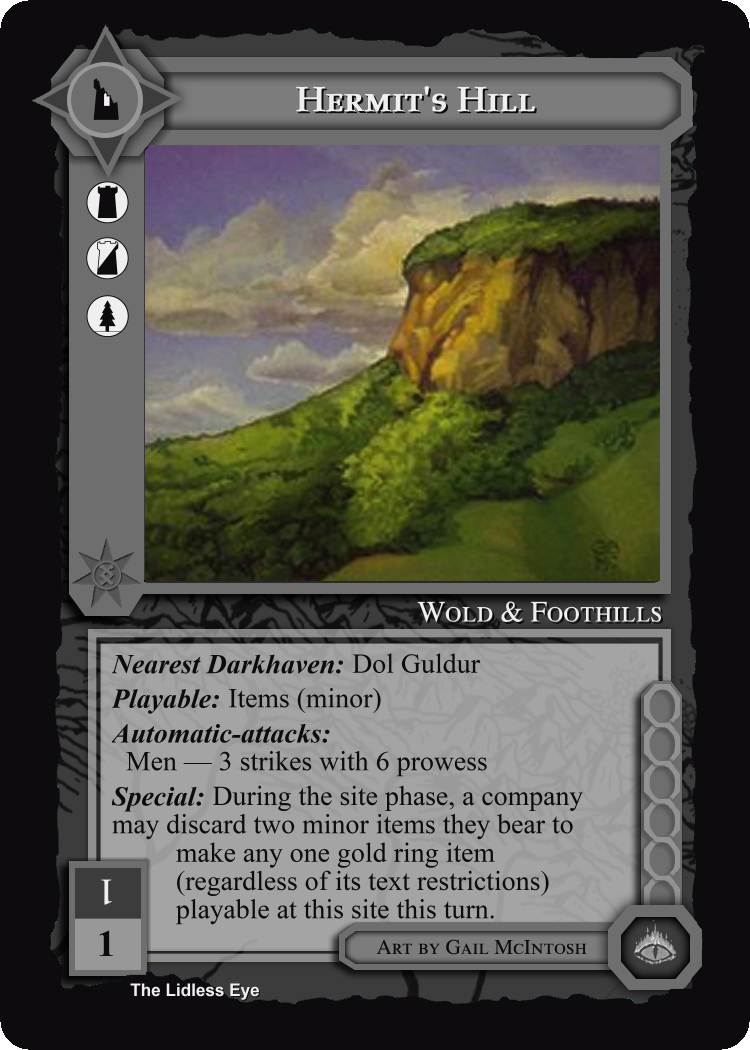 Hermit's Hill
Wold & Foothills
Nearest Darkhaven: Dol Guldur
Playable: Items (minor)
Automatic-attacks:
Men — 3 strikes with 6 prowess
Special: During the site phase, a company
may discard two minor items they bear to
make any one gold ring item
(regardless of its text restrictions)
playable at this site this turn.
1
1
Art by Gail McIntosh
The Lidless Eye